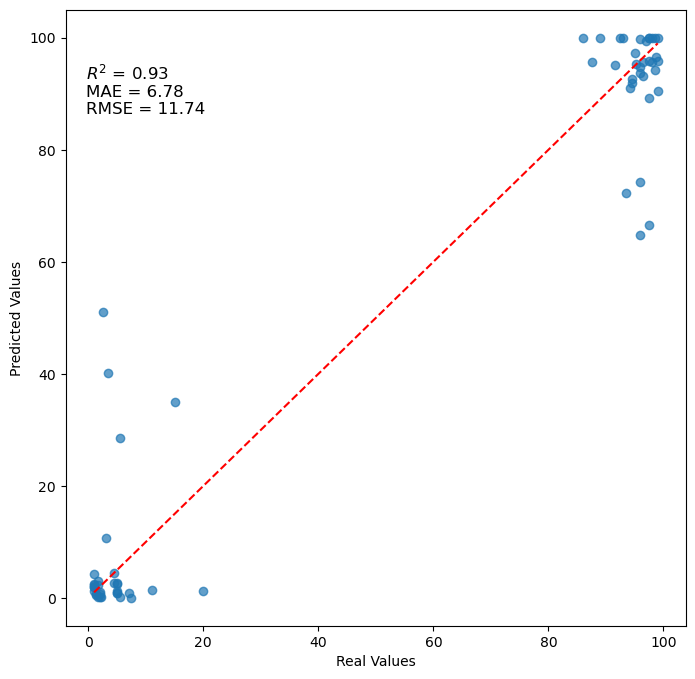 100
80
60
40
20
0
Predicted Values
R² = 0.93
MAE = 6.78
RMSE = 11.74
0 20 40 60 80 100
Real Values